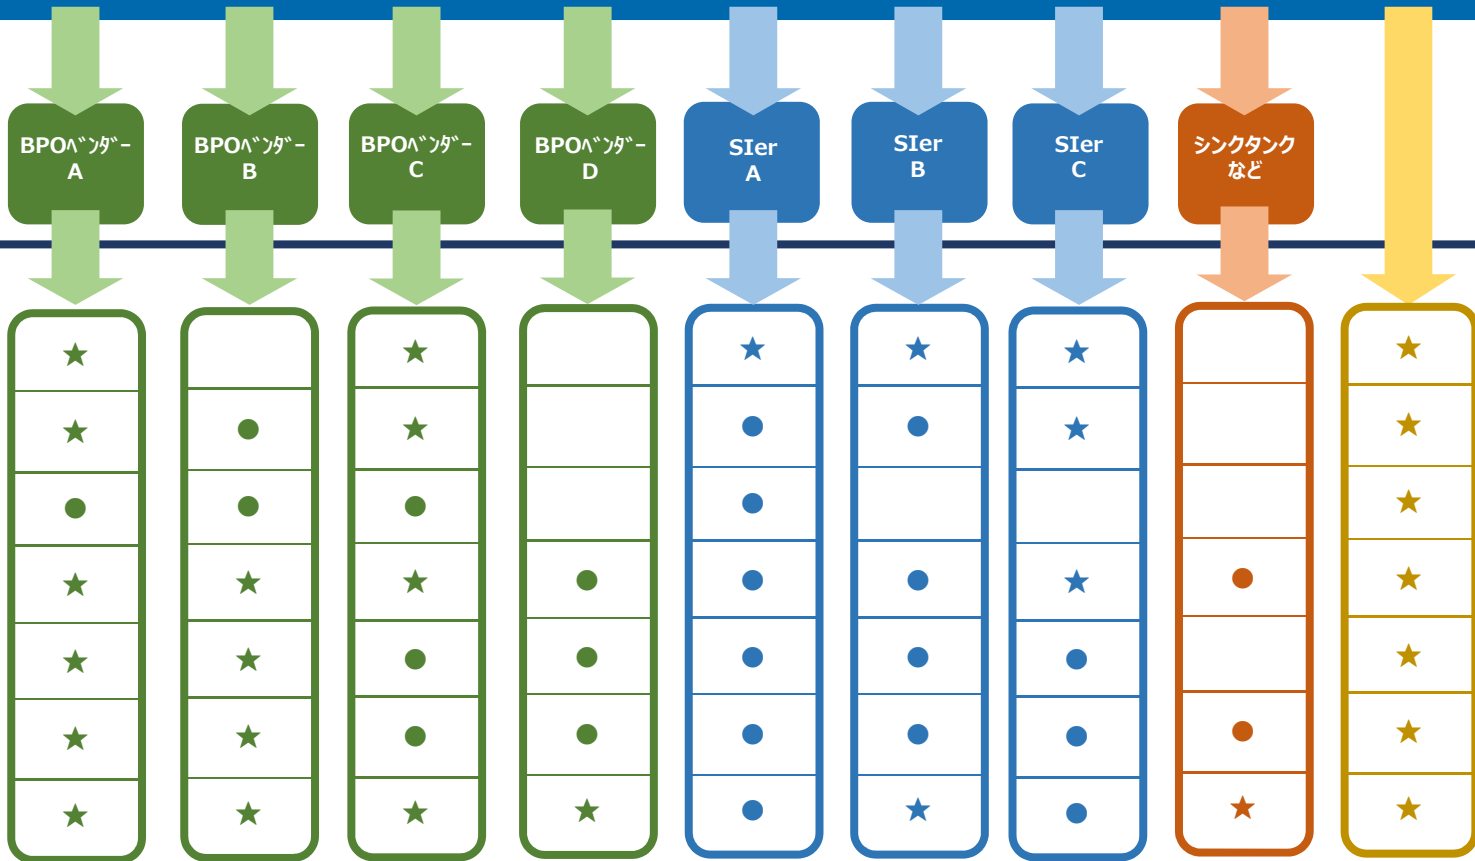 BPOﾍﾞﾝﾀﾞｰ
A
BPOﾍﾞﾝﾀﾞｰ
B
BPOﾍﾞﾝﾀﾞｰ
C
BPOﾍﾞﾝﾀﾞｰ
D
SIer
A
SIer
B
SIer
C
シンクタンク
など
★ ★ ★ ★ ★ ★
★ ● ★ ● ● ★ ★
● ● ● ● ★
★ ★ ★ ● ● ● ★ ● ★
★ ★ ● ● ● ● ● ★
★ ★ ● ● ● ● ● ● ★
★ ★ ★ ★ ● ★ ● ★ ★